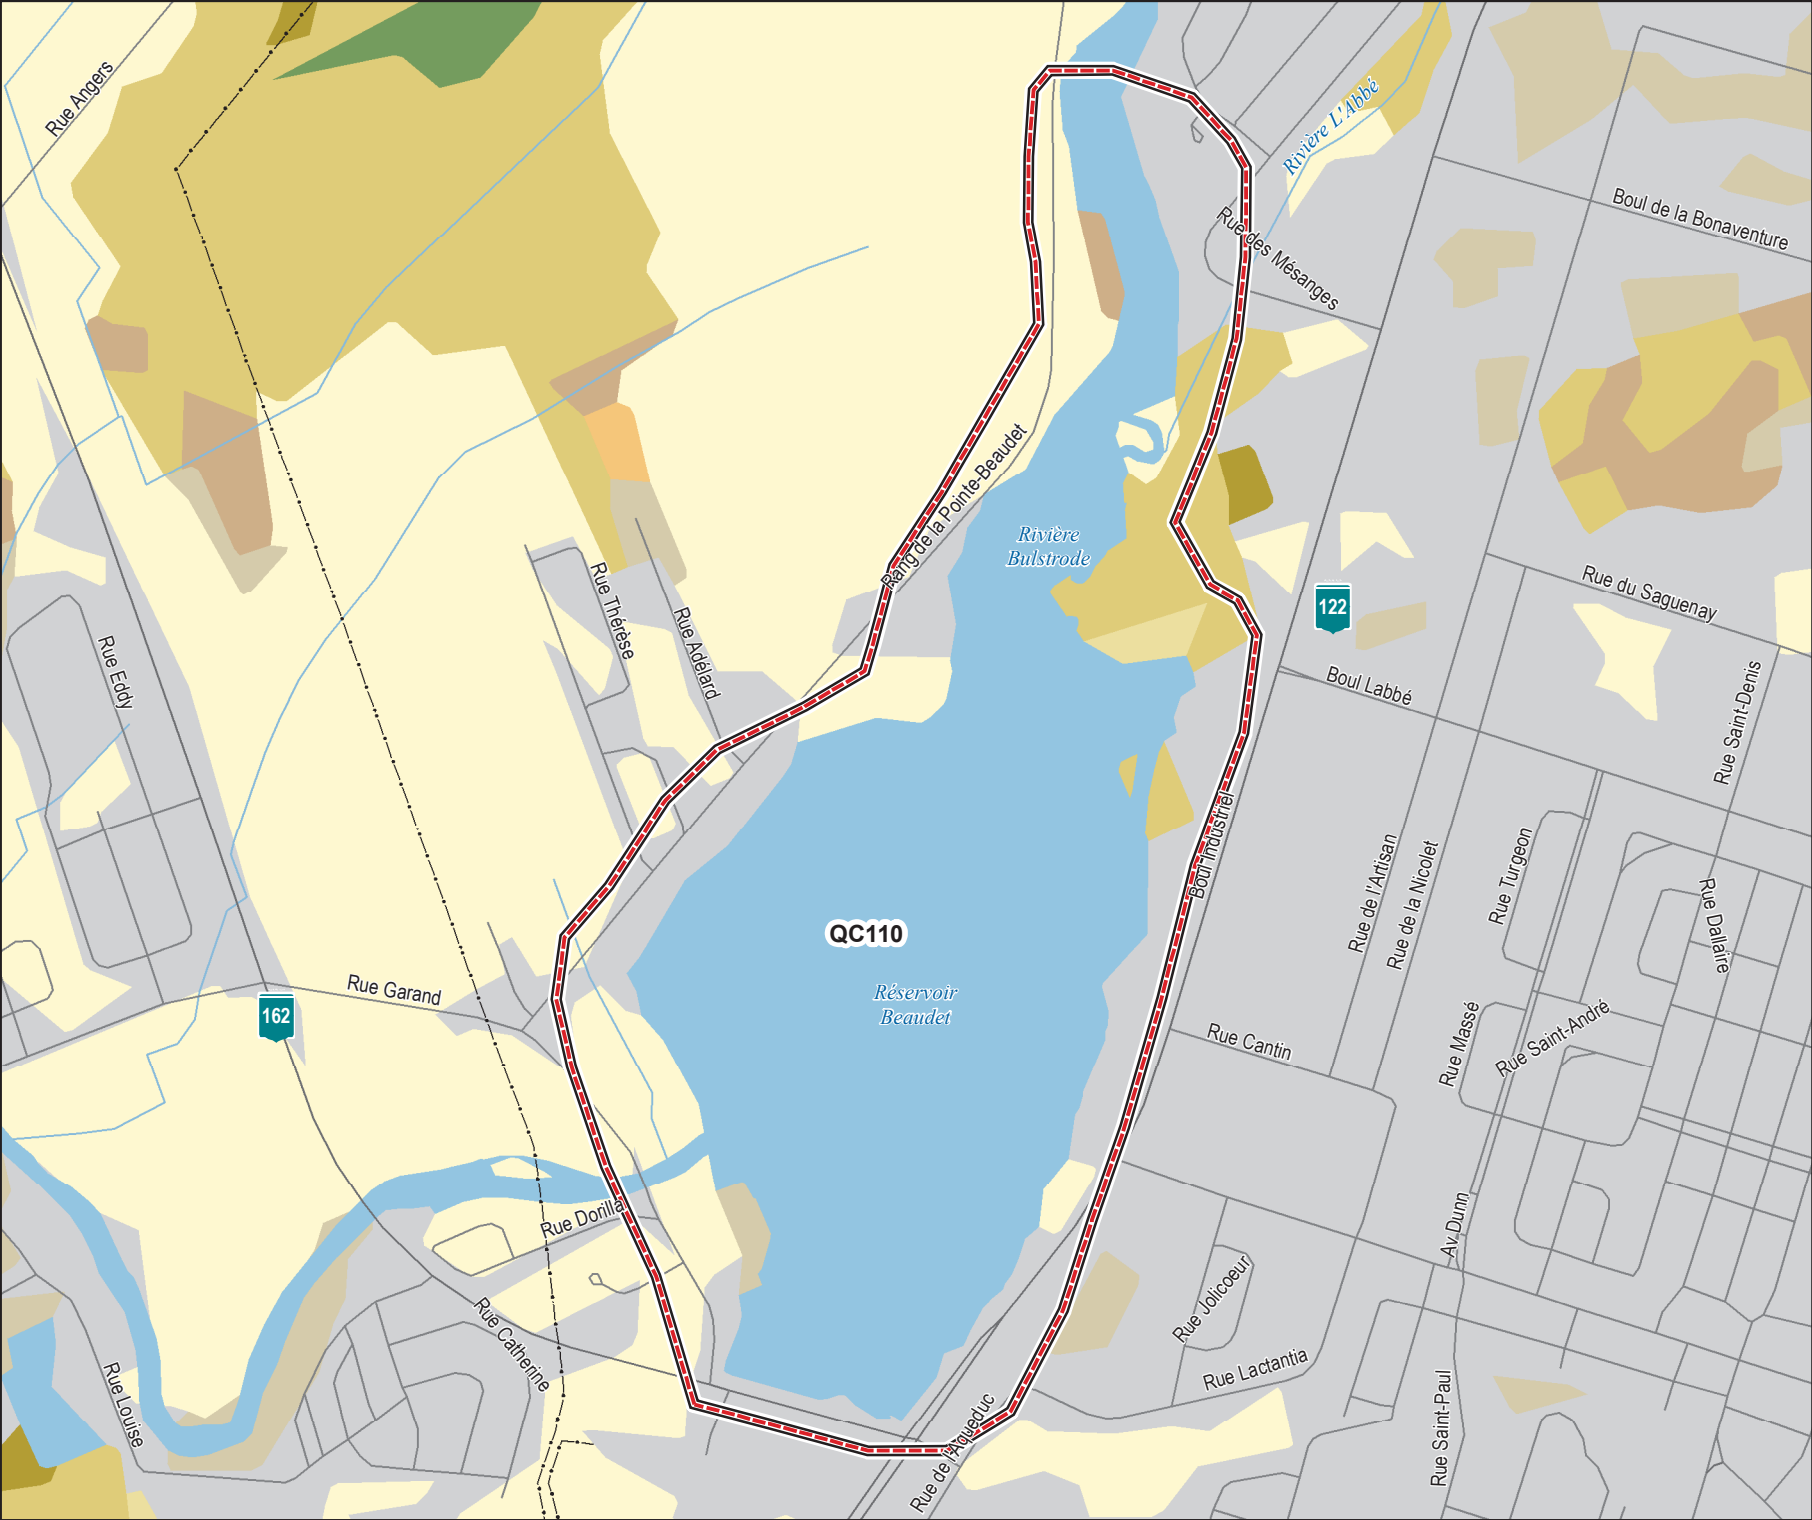 Rue Angers
Rivière L'Abbé
Boul de la Bonaventure
Rue des Mésanges
Rang de la Pointe-Beaudet
Rivière
Bulstrode
Rue Thérèse
Rue Adélard
Rue Eddy
122
Rue du Saguenay
Boul Labbé
Rue Saint-Denis
Boul Industriel
Rue de l'Artisan
Rue de la Nicolet
Rue Turgeon
Rue Dallaire
QC110
Réservoir
Beaudet
Rue Garand
162
Rue Cantin
Rue Massé
Rue Saint-André
Rue Dorilla
Av Dunn
Rue Catherine
Rue Jolicoeur
Rue Louise
Rue Lactantia
Rue de l'Aqueduc
Rue Saint-Paul